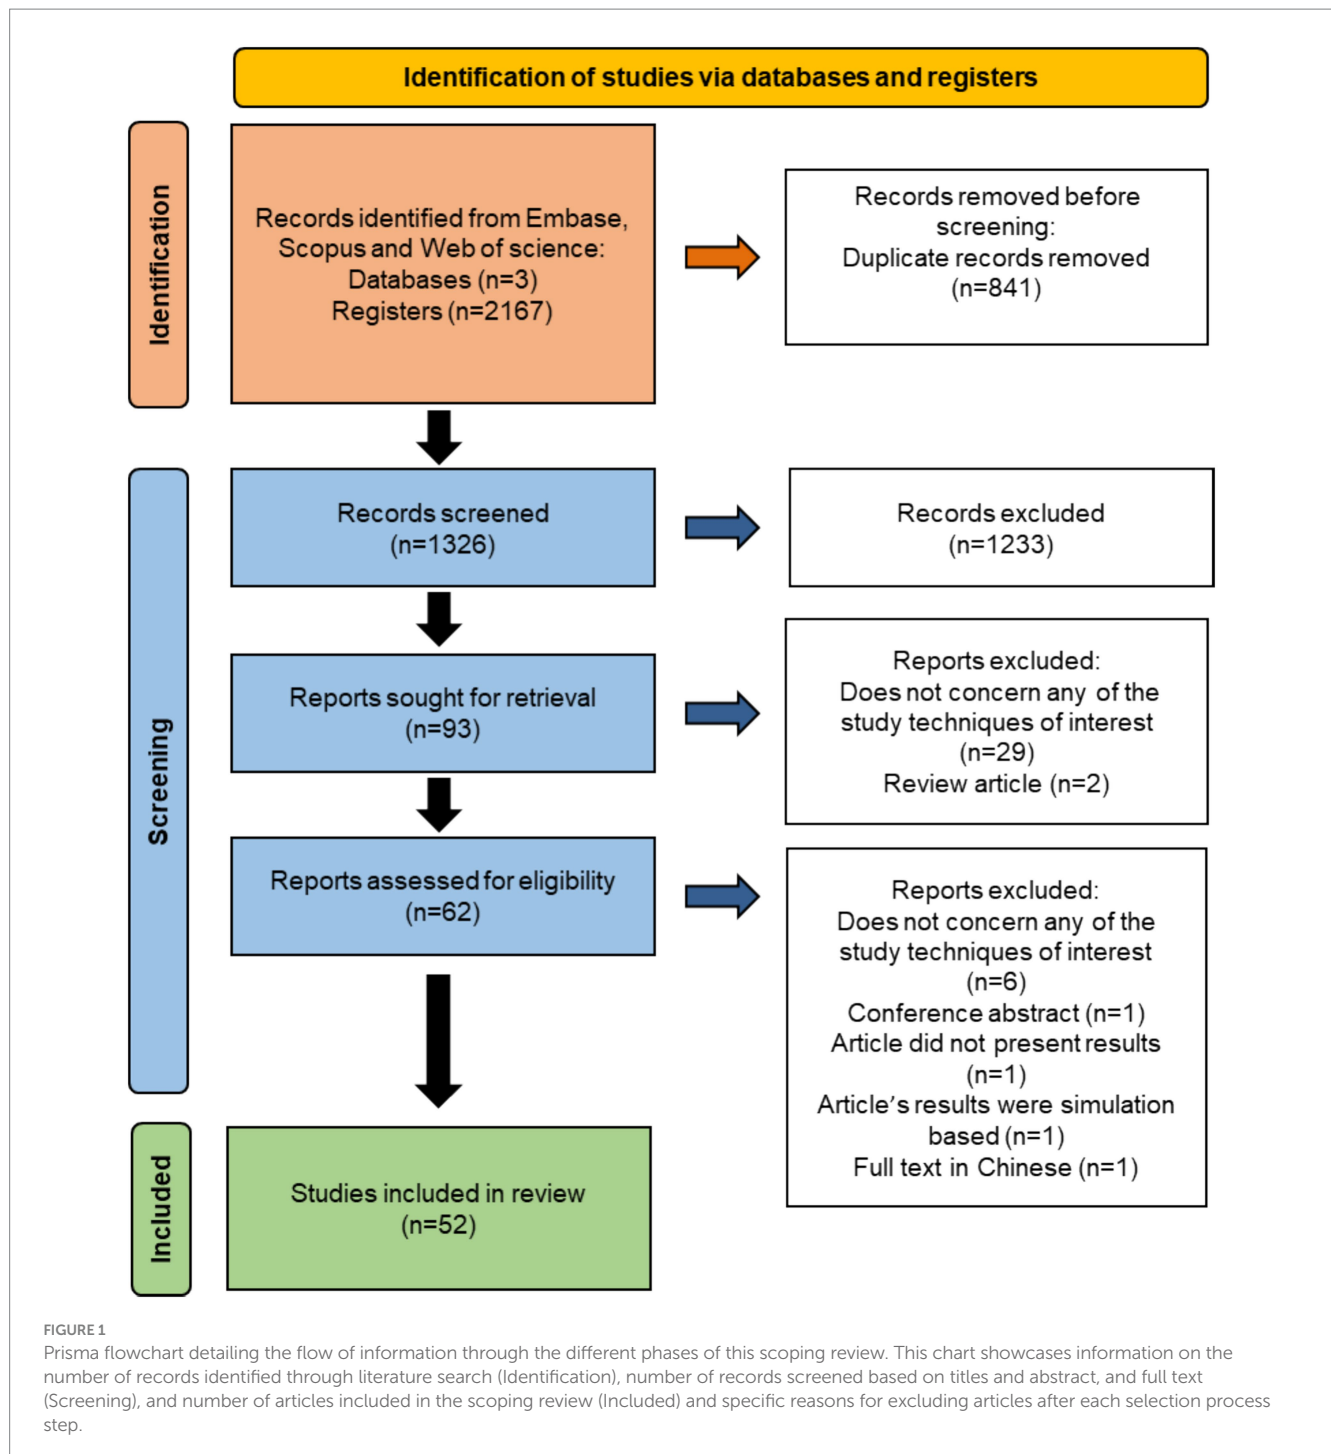 Identification of studies via databases and registers
Identification
Records identified from Embase,
Scopus and Web of science:
Databases (n=3)
Registers (n=2167)
Records removed before
screening:
Duplicate records removed
(n=841)
Screening
Records screened
(n=1326)
Records excluded
(n=1233)
Reports sought for retrieval
(n=93)
Reports excluded:
Does not concern any of the
study techniques of interest
(n=29)
Review article (n=2)
Reports assessed for eligibility
(n=62)
Reports excluded:
Does not concern any of the
study techniques of interest
(n=6)
Conference abstract (n=1)
Article did not present results
(n=1)
Article's results were simulation
based (n=1)
Full text in Chinese (n=1)
Included
Studies included in review
(n=52)
FIGURE 1
Prisma flowchart detailing the flow of information through the different phases of this scoping review. This chart showcases information on the
number of records identified through literature search (Identification), number of records screened based on titles and abstract, and full text
(Screening), and number of articles included in the scoping review (Included) and specific reasons for excluding articles after each selection process
step.